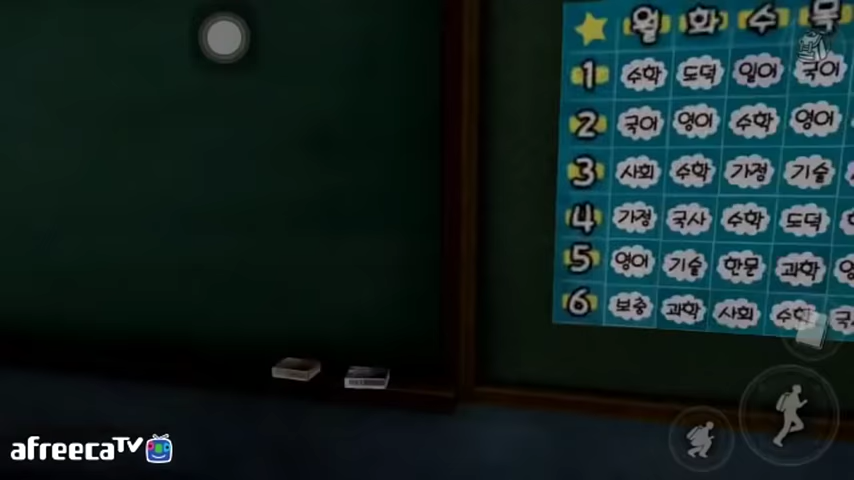 월 화 수 목
1 수학 도덕 일어 국어
2 국어 영어 수학 영어
3 사회 수학 가정 기술
4 가정 국사 수학 도덕
5 영어 기술 한문 과학
6 보충 과학 사회 수학
afreecaTV